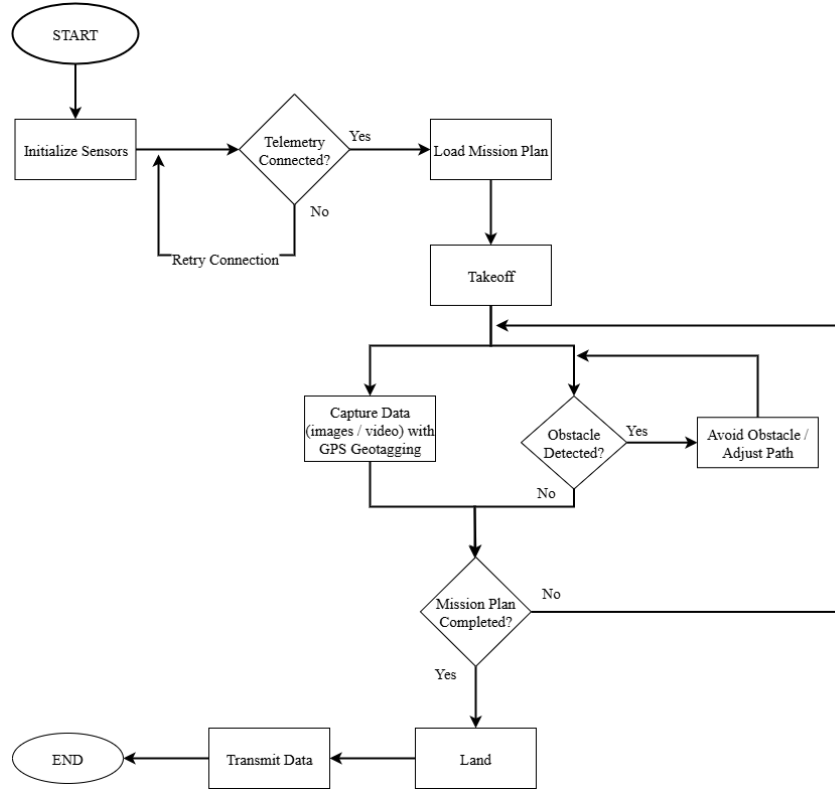 START
Initialize Sensors
Telemetry
Connected?
Yes
Load Mission Plan
No
Retry Connection
Takeoff
Capture Data
(images / video) with
GPS Geotagging
Obstacle
Detected?
Yes
Avoid Obstacle /
Adjust Path
No
Mission Plan
Completed?
No
Yes
END
Transmit Data
Land